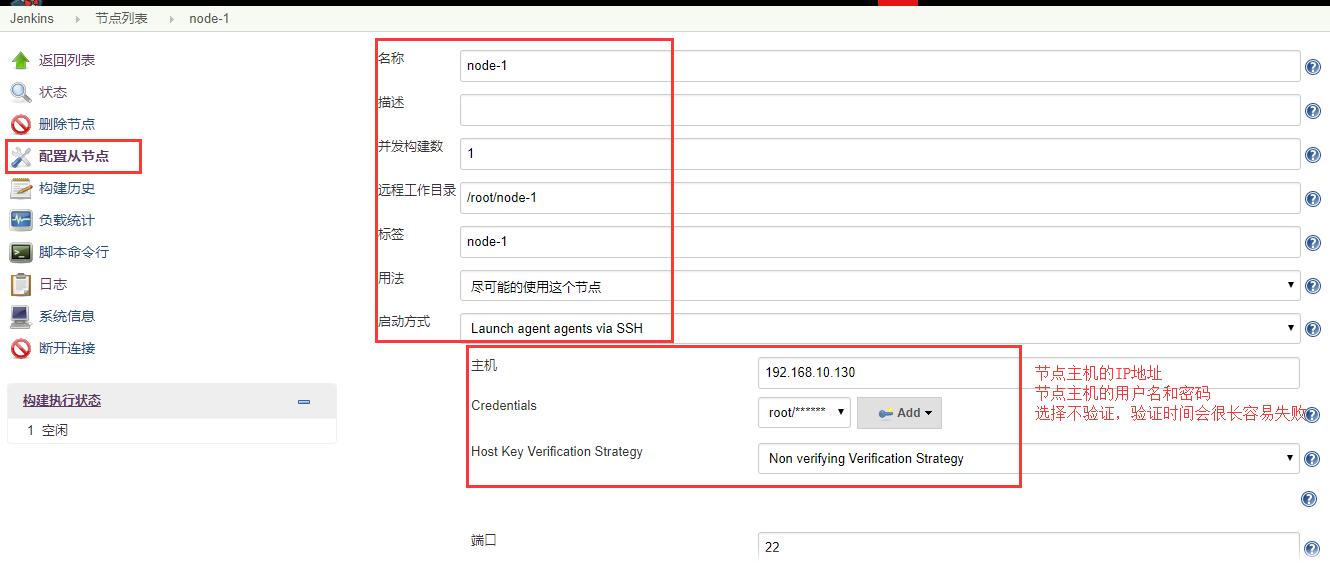 Jenkins 节点列表 node-1
返回列表
状态
删除节点
配置从节点
构建历史
负载统计
脚本命令行
日志
系统信息
断开连接
构建执行状态
1 空闲
名称 node-1
描述
并发构建数 1
远程工作目录 /root/node-1
标签 node-1
用法 尽可能的使用这个节点
启动方式 Launch agent agents via SSH
主机 192.168.10.130
Credentials root/****** Add
Host Key Verification Strategy Non verifying Verification Strategy
端口 22
节点主机的IP地址
节点主机的用户名和密码
选择不验证，验证时间会很长容易失败